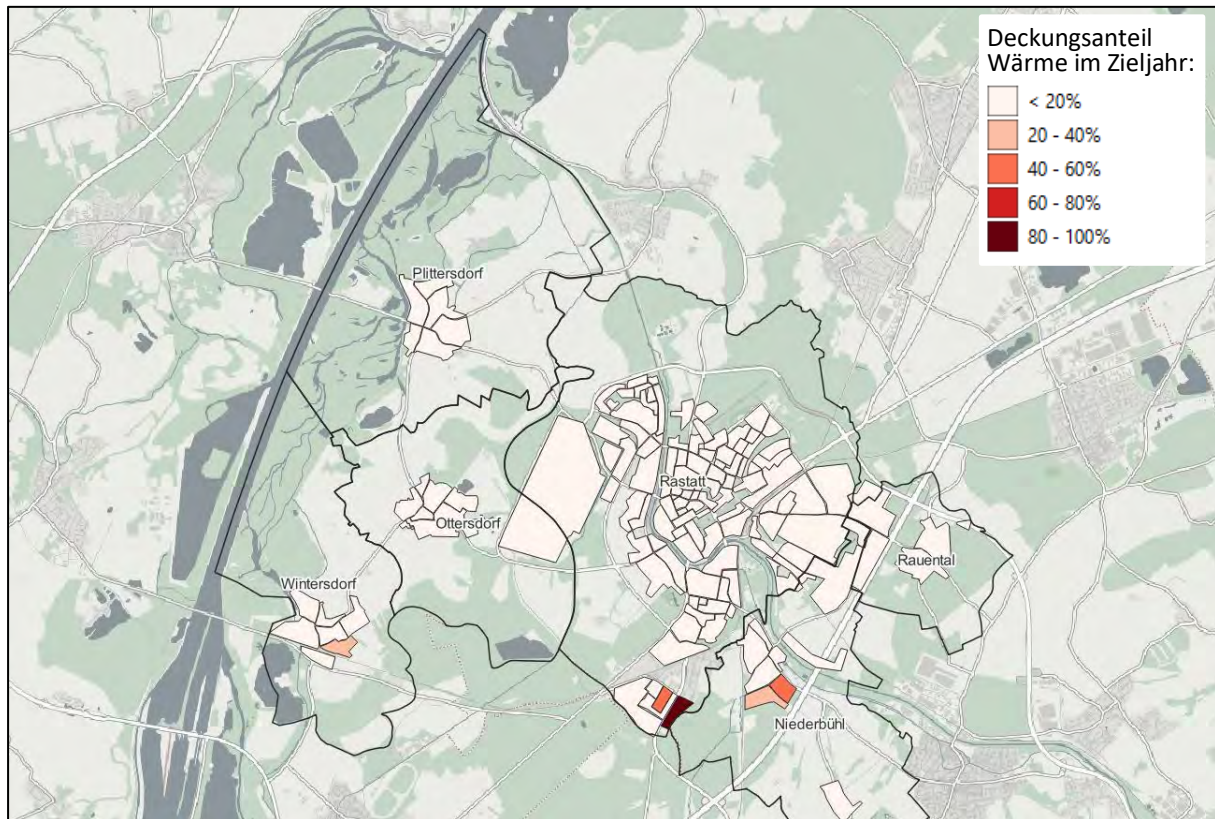 Deckungsanteil
Wärme im Zieljahr:
< 20%
20 - 40%
40 - 60%
60 - 80%
80 - 100%
Plittersdorf
Rastatt
Ottersdorf
Rauental
Wintersdorf
Niederbühl